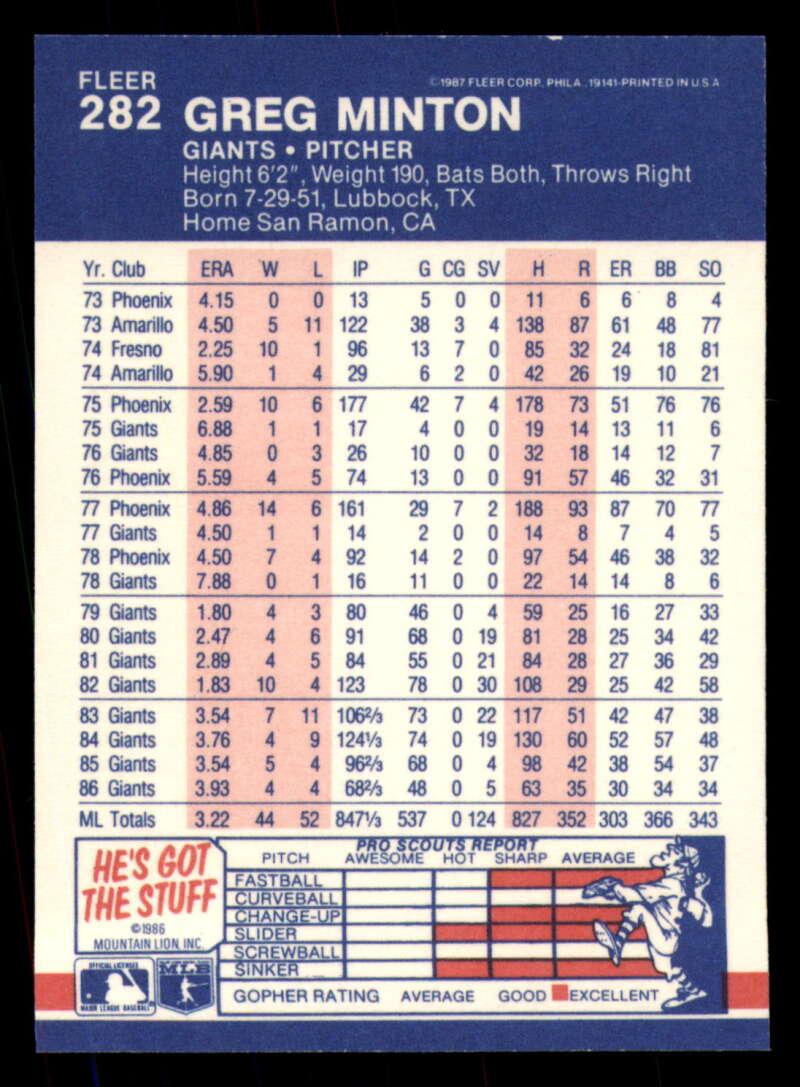 FLEER
©1987 FLEER CORP. PHILA., 19141-PRINTED IN U.S.A
282 GREG MINTON
GIANTS • PITCHER
Height 6'2", Weight 190, Bats Both, Throws Right
Born 7-29-51, Lubbock, TX
Home San Ramon, CA
Yr. Club ERA W L IP G CG SV H R ER BB SO
73 Phoenix 4.15 0 0 13 5 0 0 11 6 6 8 4
73 Amarillo 4.50 5 11 122 38 3 4 138 87 61 48 77
74 Fresno 2.25 10 1 96 13 7 0 85 32 24 18 81
74 Amarillo 5.90 1 4 29 6 2 0 42 26 19 10 21
75 Phoenix 2.59 10 6 177 42 7 4 178 73 51 76 76
75 Giants 6.88 1 1 17 4 0 0 19 14 13 11 6
76 Giants 4.85 0 3 26 10 0 0 32 18 14 12 7
76 Phoenix 5.59 4 5 74 13 0 0 91 57 46 32 31
77 Phoenix 4.86 14 6 161 29 7 2 188 93 87 70 77
77 Giants 4.50 1 1 14 2 0 0 14 8 7 4 5
78 Phoenix 4.50 7 4 92 14 2 0 97 54 46 38 32
78 Giants 7.88 0 1 16 11 0 0 22 14 14 8 6
79 Giants 1.80 4 3 80 46 0 4 59 25 16 27 33
80 Giants 2.47 4 6 91 68 0 19 81 28 25 34 42
81 Giants 2.89 4 5 84 55 0 21 84 28 27 36 29
82 Giants 1.83 10 4 123 78 0 30 108 29 25 42 58
83 Giants 3.54 7 11 106⅔ 73 0 22 117 51 42 47 38
84 Giants 3.76 4 9 124⅓ 74 0 19 130 60 52 57 48
85 Giants 3.54 5 4 96⅔ 68 0 4 98 42 38 54 37
86 Giants 3.93 4 4 68⅔ 48 0 5 63 35 30 34 34
ML Totals 3.22 44 52 847⅓ 537 0 124 827 352 303 366 343
HE'S GOT
THE STUFF
©1986
MOUNTAIN LION, INC.
PRO SCOUTS REPORT
PITCH AWESOME HOT SHARP AVERAGE
FASTBALL
CURVEBALL
CHANGE-UP
SLIDER
SCREWBALL
SINKER
GOPHER RATING AVERAGE GOOD EXCELLENT
OFFICIAL LICENSEE
MAJOR LEAGUE BASEBALL
MLB